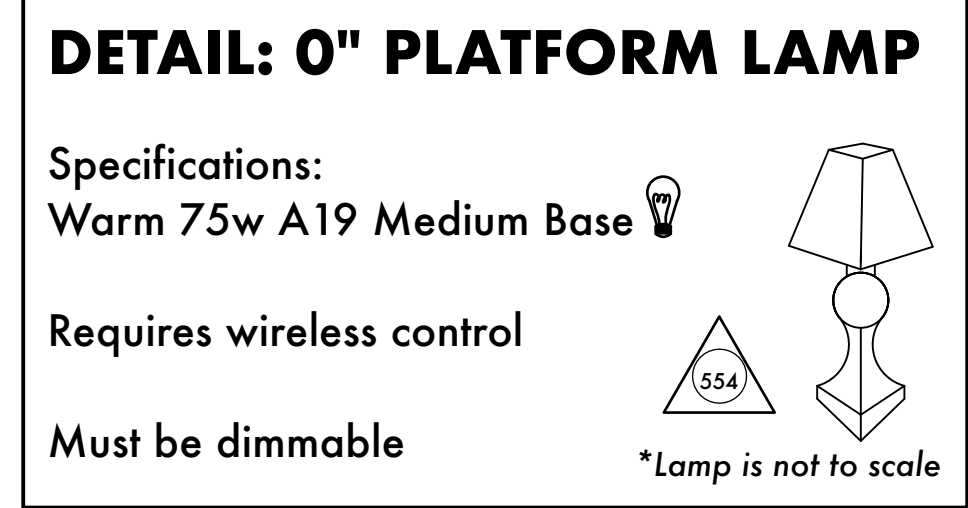 DETAIL: 0" PLATFORM LAMP
Specifications:
Warm 75w A19 Medium Base
Requires wireless control
554
Must be dimmable
*Lamp is not to scale